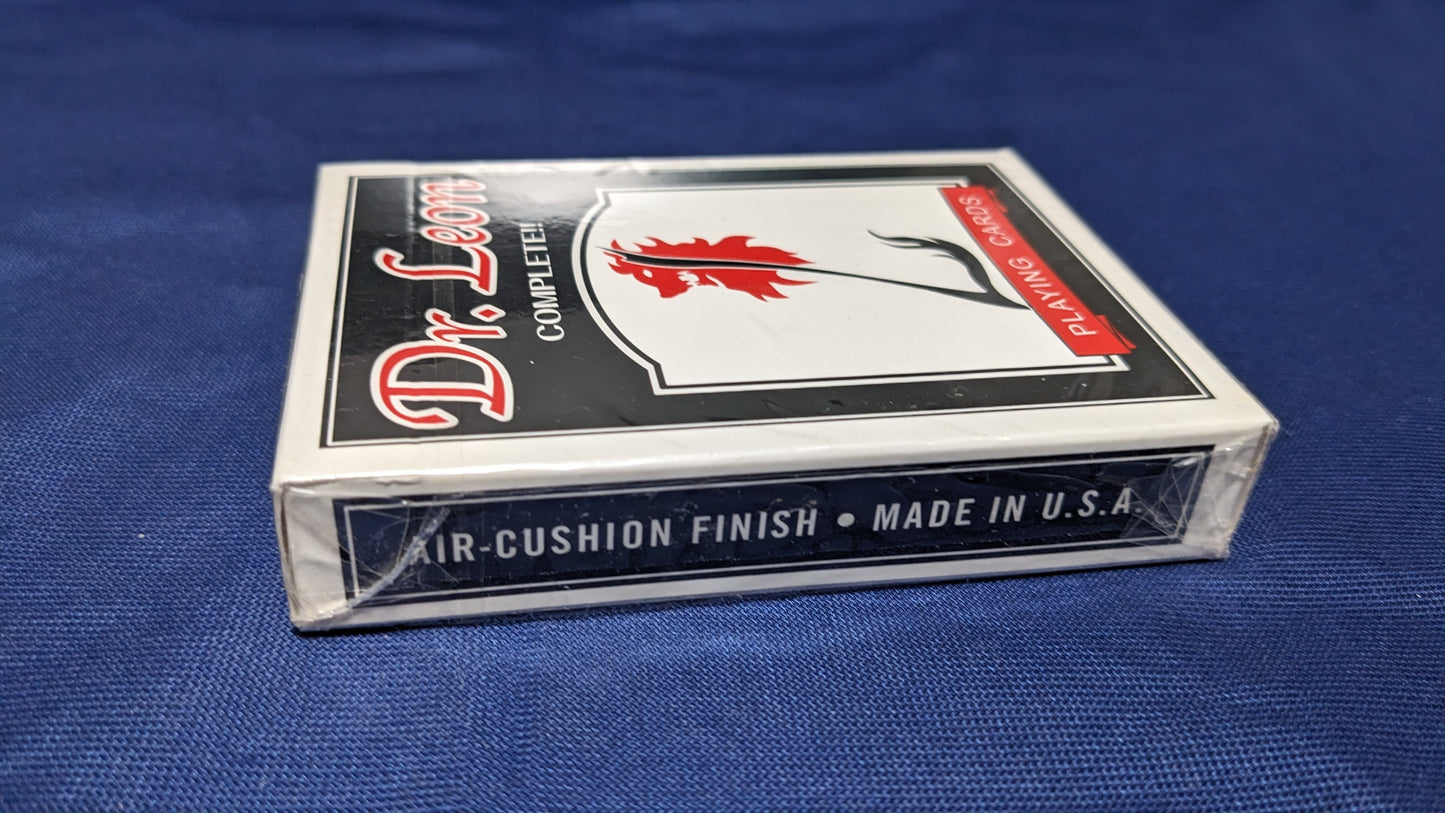 Dr. Leon
COMPLETE!!
PLAYING CARDS
AIR-CUSHION FINISH • MADE IN U.S.A.